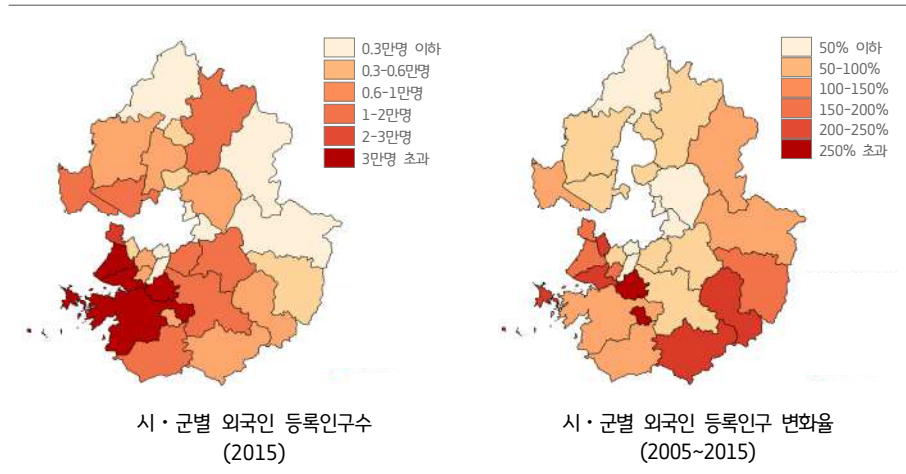 0.3만명 이하
0.3-0.6만명
0.6-1만명
1-2만명
2-3만명
3만명 초과
시・군별 외국인 등록인구수
(2015)
50% 이하
50-100%
100-150%
150-200%
200-250%
250% 초과
시・군별 외국인 등록인구 변화율
(2005~2015)